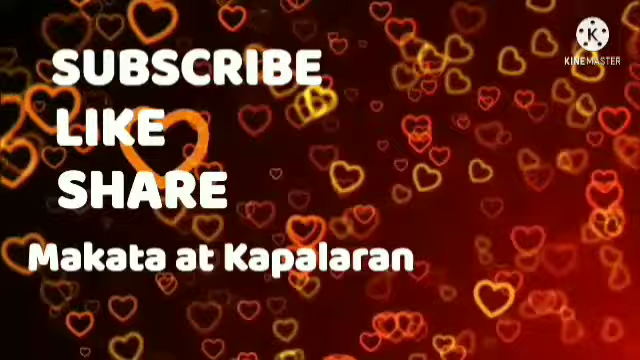 SUBSCRIBE
LIKE
SHARE
Makata at Kapalaran
K
KINEMASTER